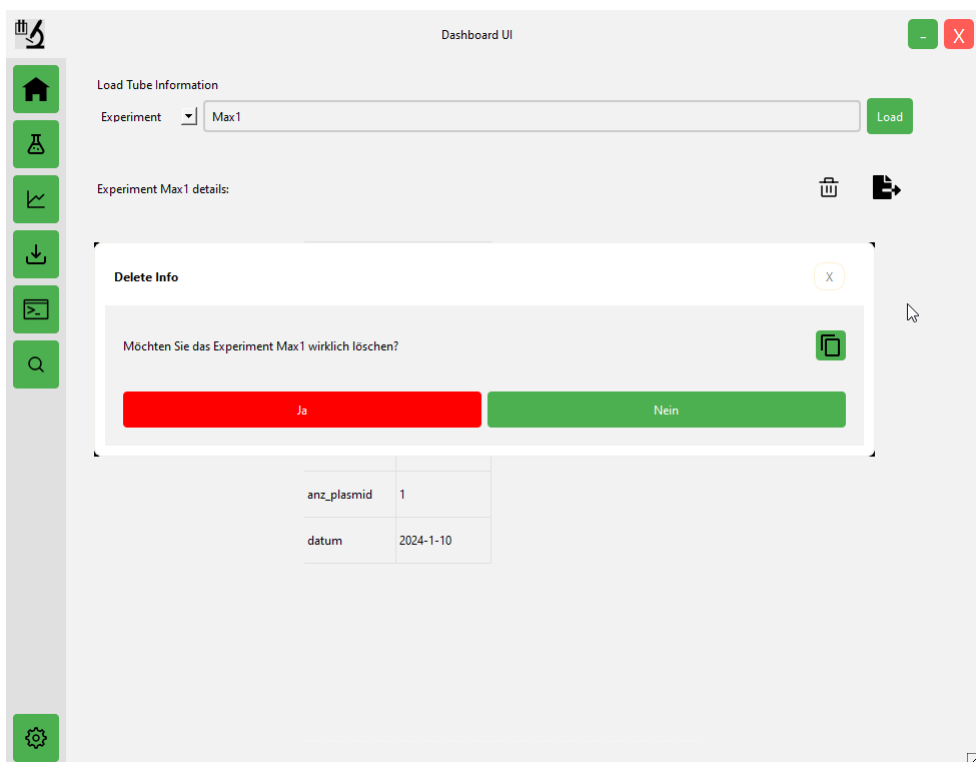 Dashboard UI
-
X
Load Tube Information
Experiment
Max1
Load
Experiment Max1 details:
Delete Info
X
Möchten Sie das Experiment Max1 wirklich löschen?
Ja
Nein
anz_plasmid 1
datum 2024-1-10